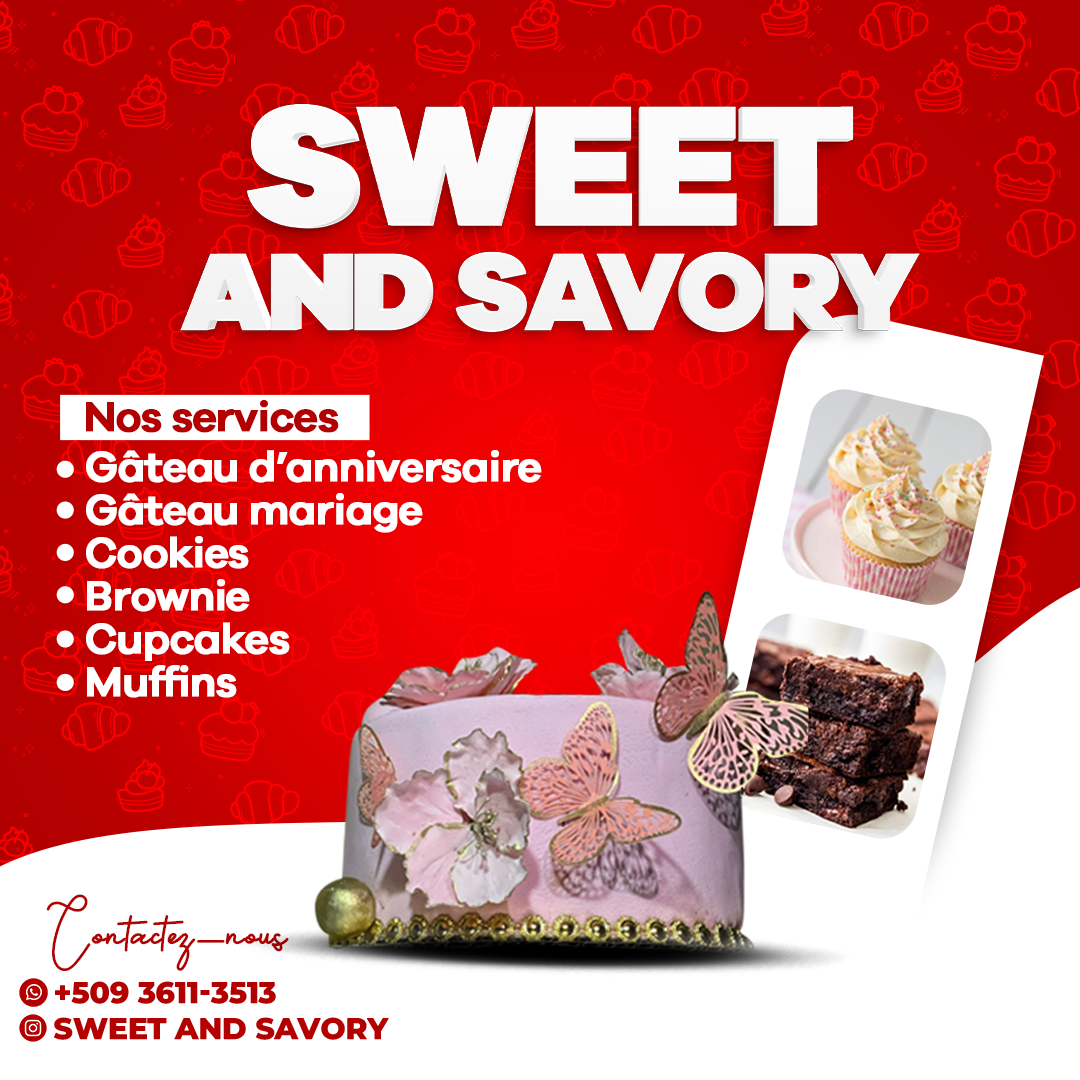 SWEET
AND SAVORY
Nos services
• Gâteau d’anniversaire
• Gâteau mariage
• Cookies
• Brownie
• Cupcakes
• Muffins
Contactez-nous
+509 3611-3513
SWEET AND SAVORY